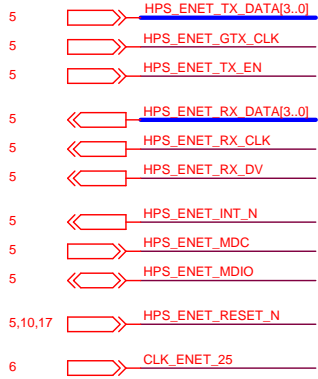 5 HPS_ENET_TX_DATA[3..0]
5 HPS_ENET_GTX_CLK
5 HPS_ENET_TX_EN
5 HPS_ENET_RX_DATA[3..0]
5 HPS_ENET_RX_CLK
5 HPS_ENET_RX_DV
5 HPS_ENET_INT_N
5 HPS_ENET_MDC
5 HPS_ENET_MDIO
5,10,17 HPS_ENET_RESET_N
6 CLK_ENET_25